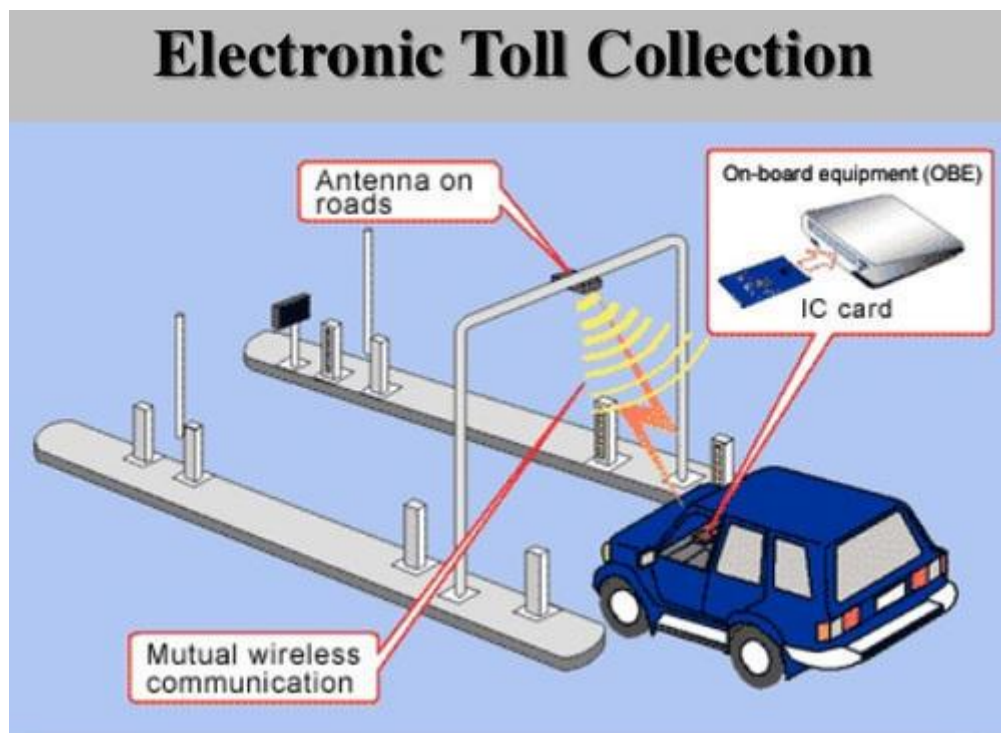 Electronic Toll Collection
Antenna on
roads
On-board equipment (OBE)
IC card
Mutual wireless
communication